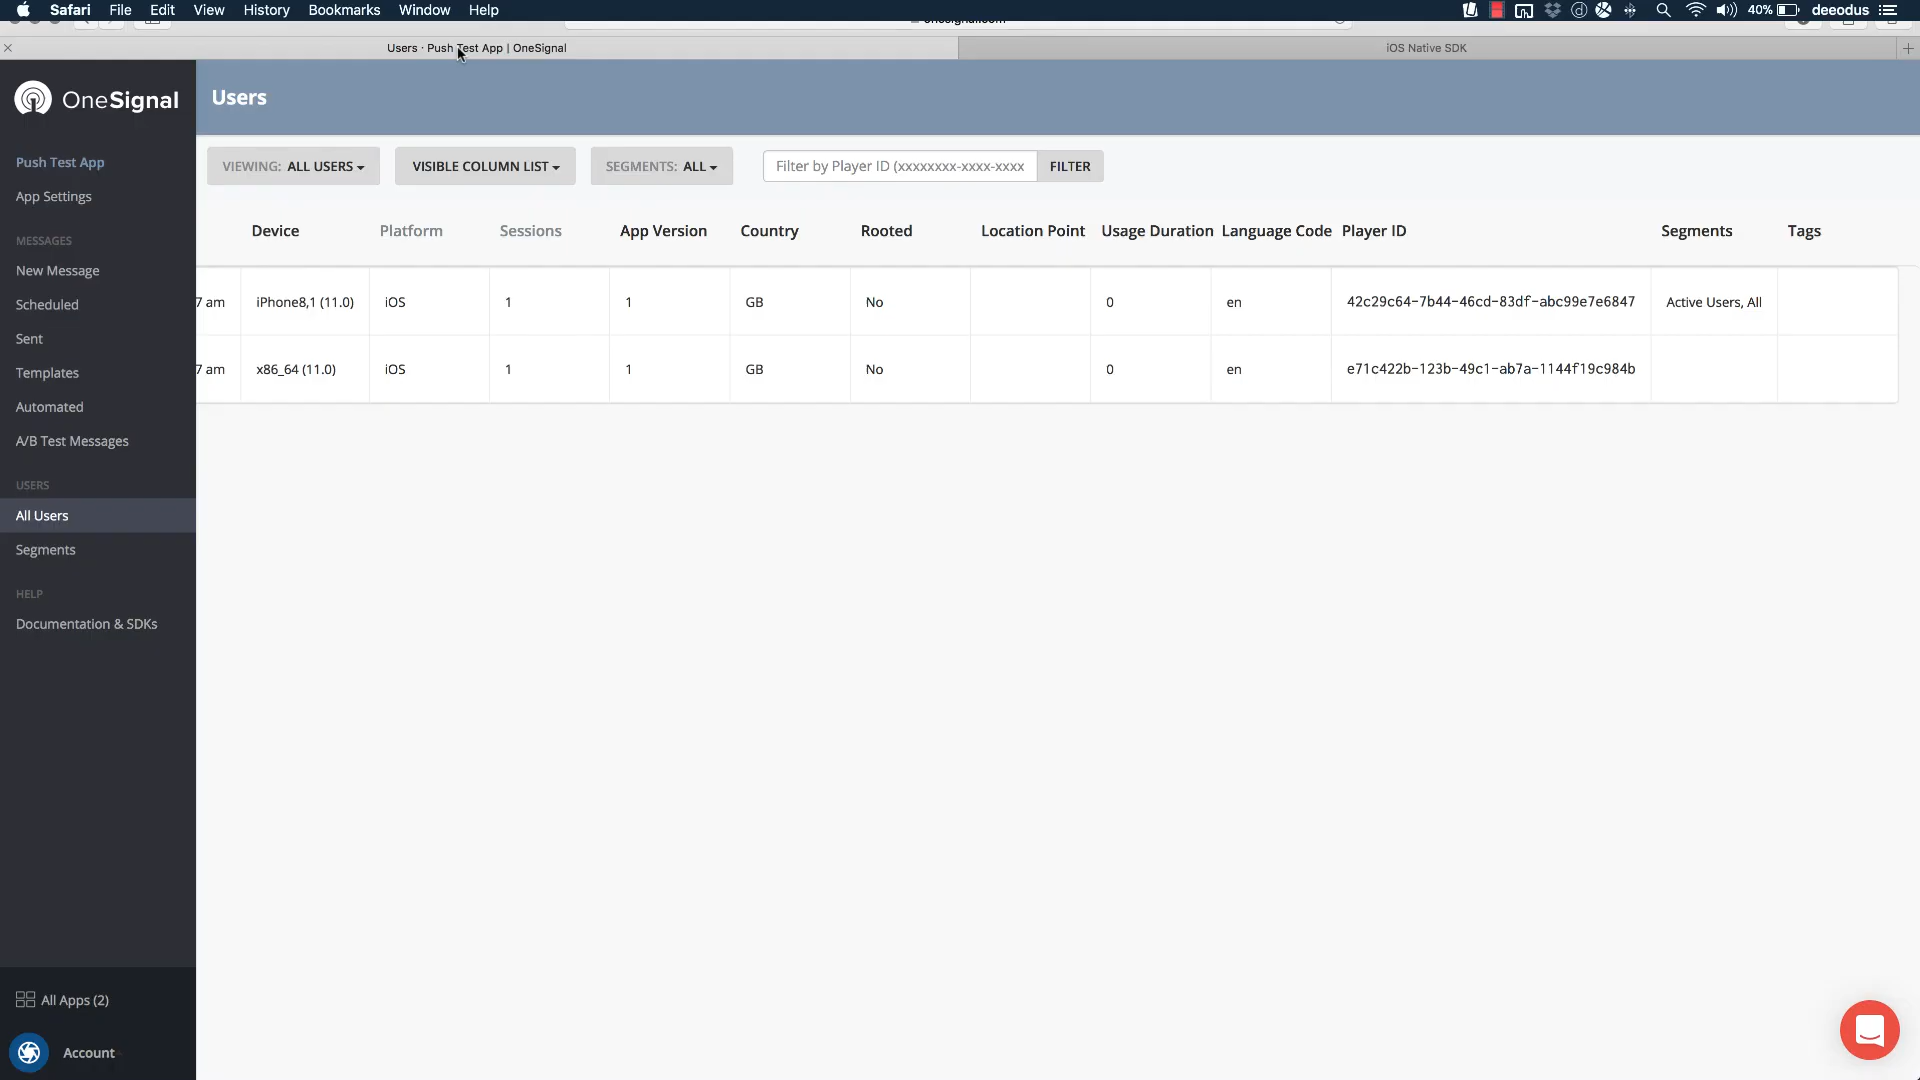 Safari File Edit View History Bookmarks Window Help 40% deeodus
Users · Push Test App | OneSignal iOS Native SDK
OneSignal
Users
Push Test App
App Settings
MESSAGES
New Message
Scheduled
Sent
Templates
Automated
A/B Test Messages
USERS
All Users
Segments
HELP
Documentation & SDKs
All Apps (2)
Account
VIEWING: ALL USERS VISIBLE COLUMN LIST SEGMENTS: ALL Filter by Player ID (xxxxxxxx-xxxx-xxxx FILTER
Device Platform Sessions App Version Country Rooted Location Point Usage Duration Language Code Player ID Segments Tags
7 am iPhone8,1 (11.0) iOS 1 1 GB No 0 en 42c29c64-7b44-46cd-83df-abc99e7e6847 Active Users, All
7 am x86_64 (11.0) iOS 1 1 GB No 0 en e71c422b-123b-49c1-ab7a-1144f19c984b